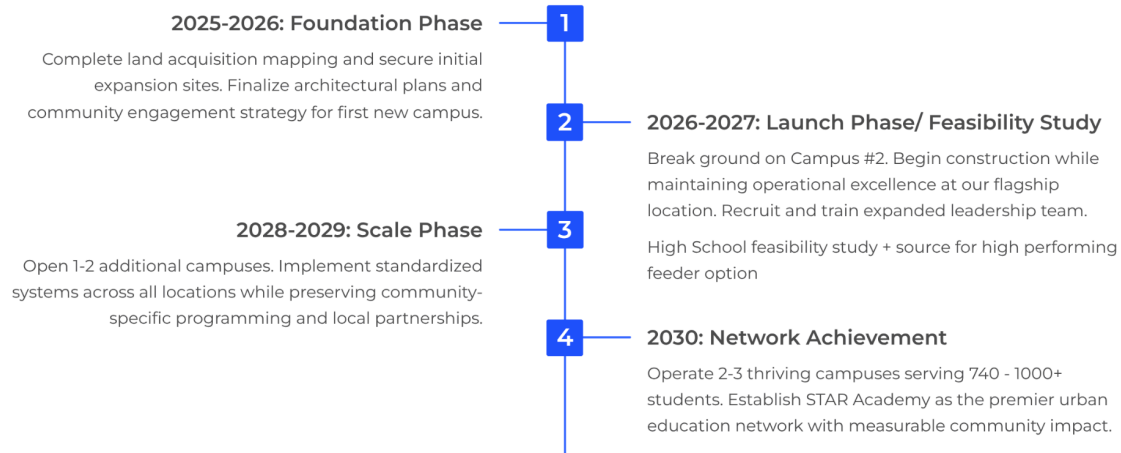 1
2025-2026: Foundation Phase
Complete land acquisition mapping and secure initial
expansion sites. Finalize architectural plans and
community engagement strategy for first new campus.
2
2026-2027: Launch Phase/ Feasibility Study
Break ground on Campus #2. Begin construction while
maintaining operational excellence at our flagship
location. Recruit and train expanded leadership team.
High School feasibility study + source for high performing
feeder option
3
2028-2029: Scale Phase
Open 1-2 additional campuses. Implement standardized
systems across all locations while preserving community-
specific programming and local partnerships.
4
2030: Network Achievement
Operate 2-3 thriving campuses serving 740 - 1000+
students. Establish STAR Academy as the premier urban
education network with measurable community impact.